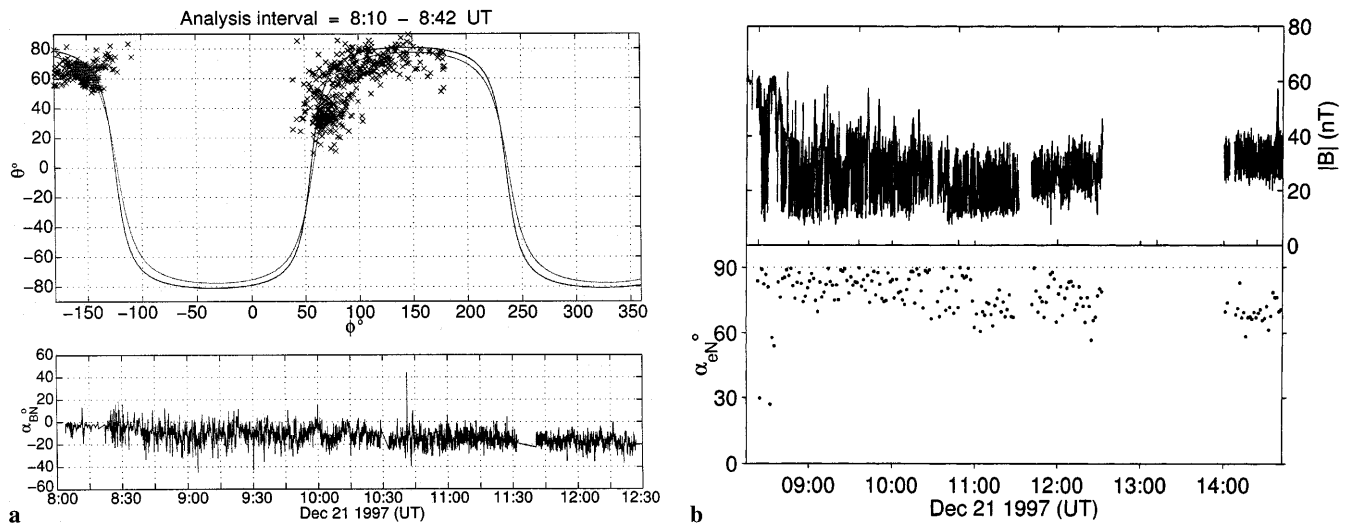 Analysis interval = 8:10 – 8:42 UT
80
60
40
20
0
−20
−40
−60
−80
θ°
−150 −100 −50 0 50 100 150 200 250 300 350
φ°
60
40
20
0
−20
−40
−60
α_BN°
8:00 8:30 9:00 9:30 10:00 10:30 11:00 11:30 12:00 12:30
Dec 21 1997 (UT)
a
80
60
40
20
0
|B| (nT)
90
60
30
0
α_eN°
09:00 10:00 11:00 12:00 13:00 14:00
Dec 21 1997 (UT)
b